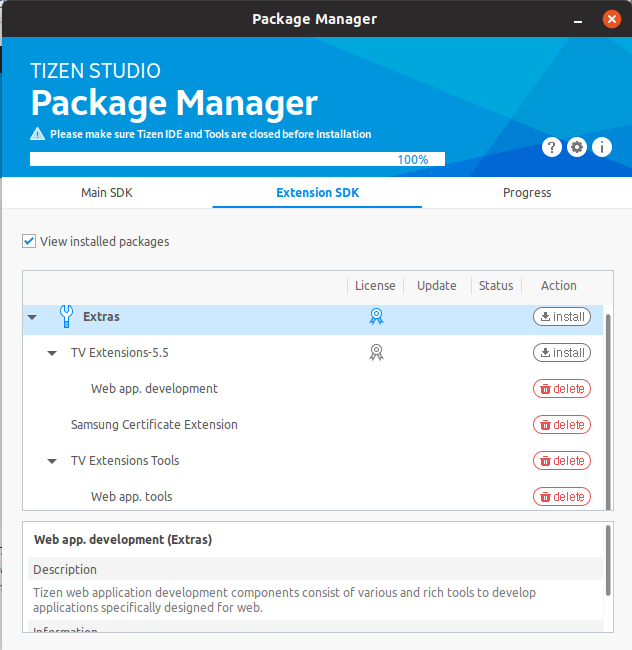 Package Manager
TIZEN STUDIO
Package Manager
Please make sure Tizen IDE and Tools are closed before Installation
100%
Main SDK Extension SDK Progress
View installed packages
License Update Status Action
Extras install
TV Extensions-5.5 install
Web app. development delete
Samsung Certificate Extension delete
TV Extensions Tools delete
Web app. tools delete
Web app. development (Extras)
Description
Tizen web application development components consist of various and rich tools to develop
applications specifically designed for web.
Information